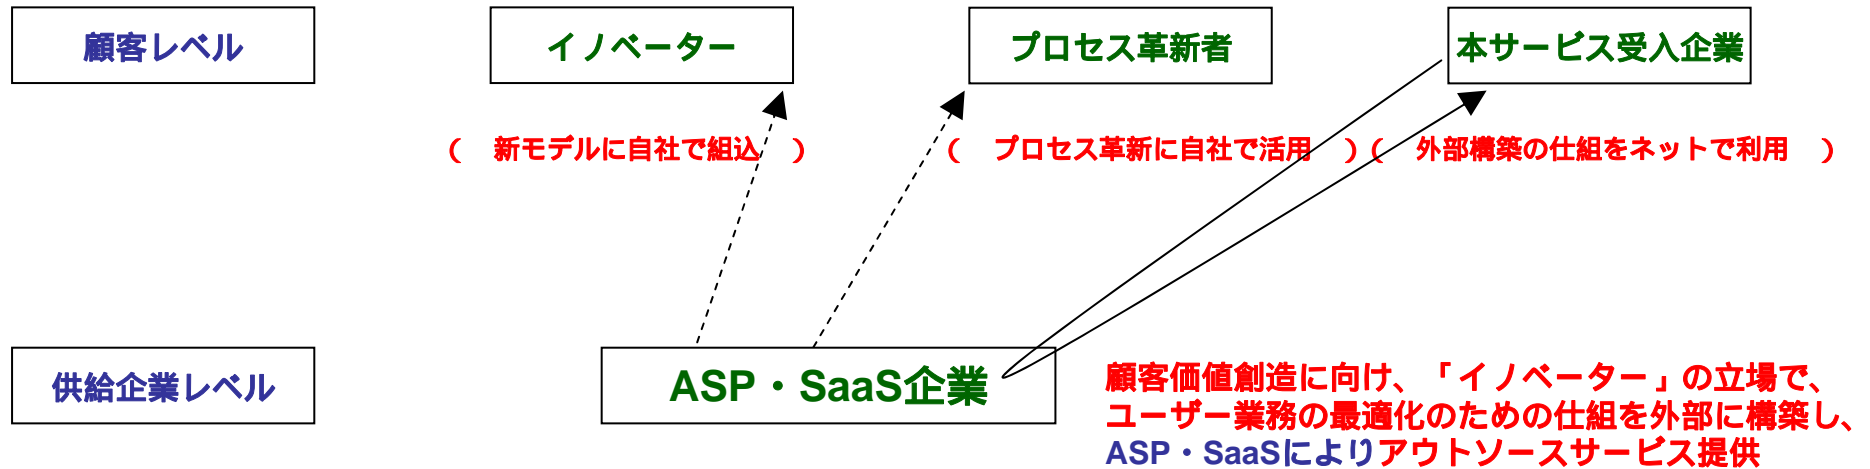 顧客レベル
イノベーター
プロセス革新者
本サービス受入企業
( 新モデルに自社で組込 )
( プロセス革新に自社で活用 )
( 外部構築の仕組をネットで利用 )
供給企業レベル
ASP・SaaS企業
顧客価値創造に向け、「イノベーター」の立場で、
ユーザー業務の最適化のための仕組を外部に構築し、
ASP・SaaSによりアウトソースサービス提供